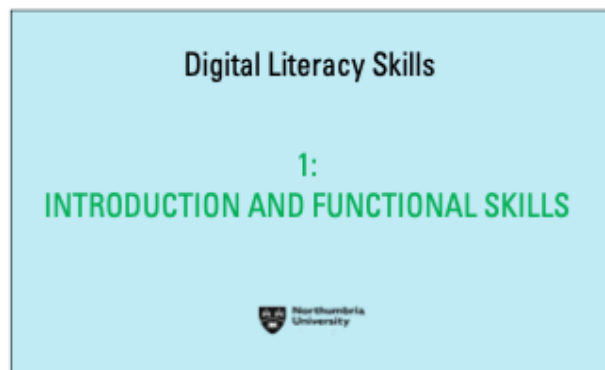 Digital Literacy Skills
1:
INTRODUCTION AND FUNCTIONAL SKILLS
Northumbria
University